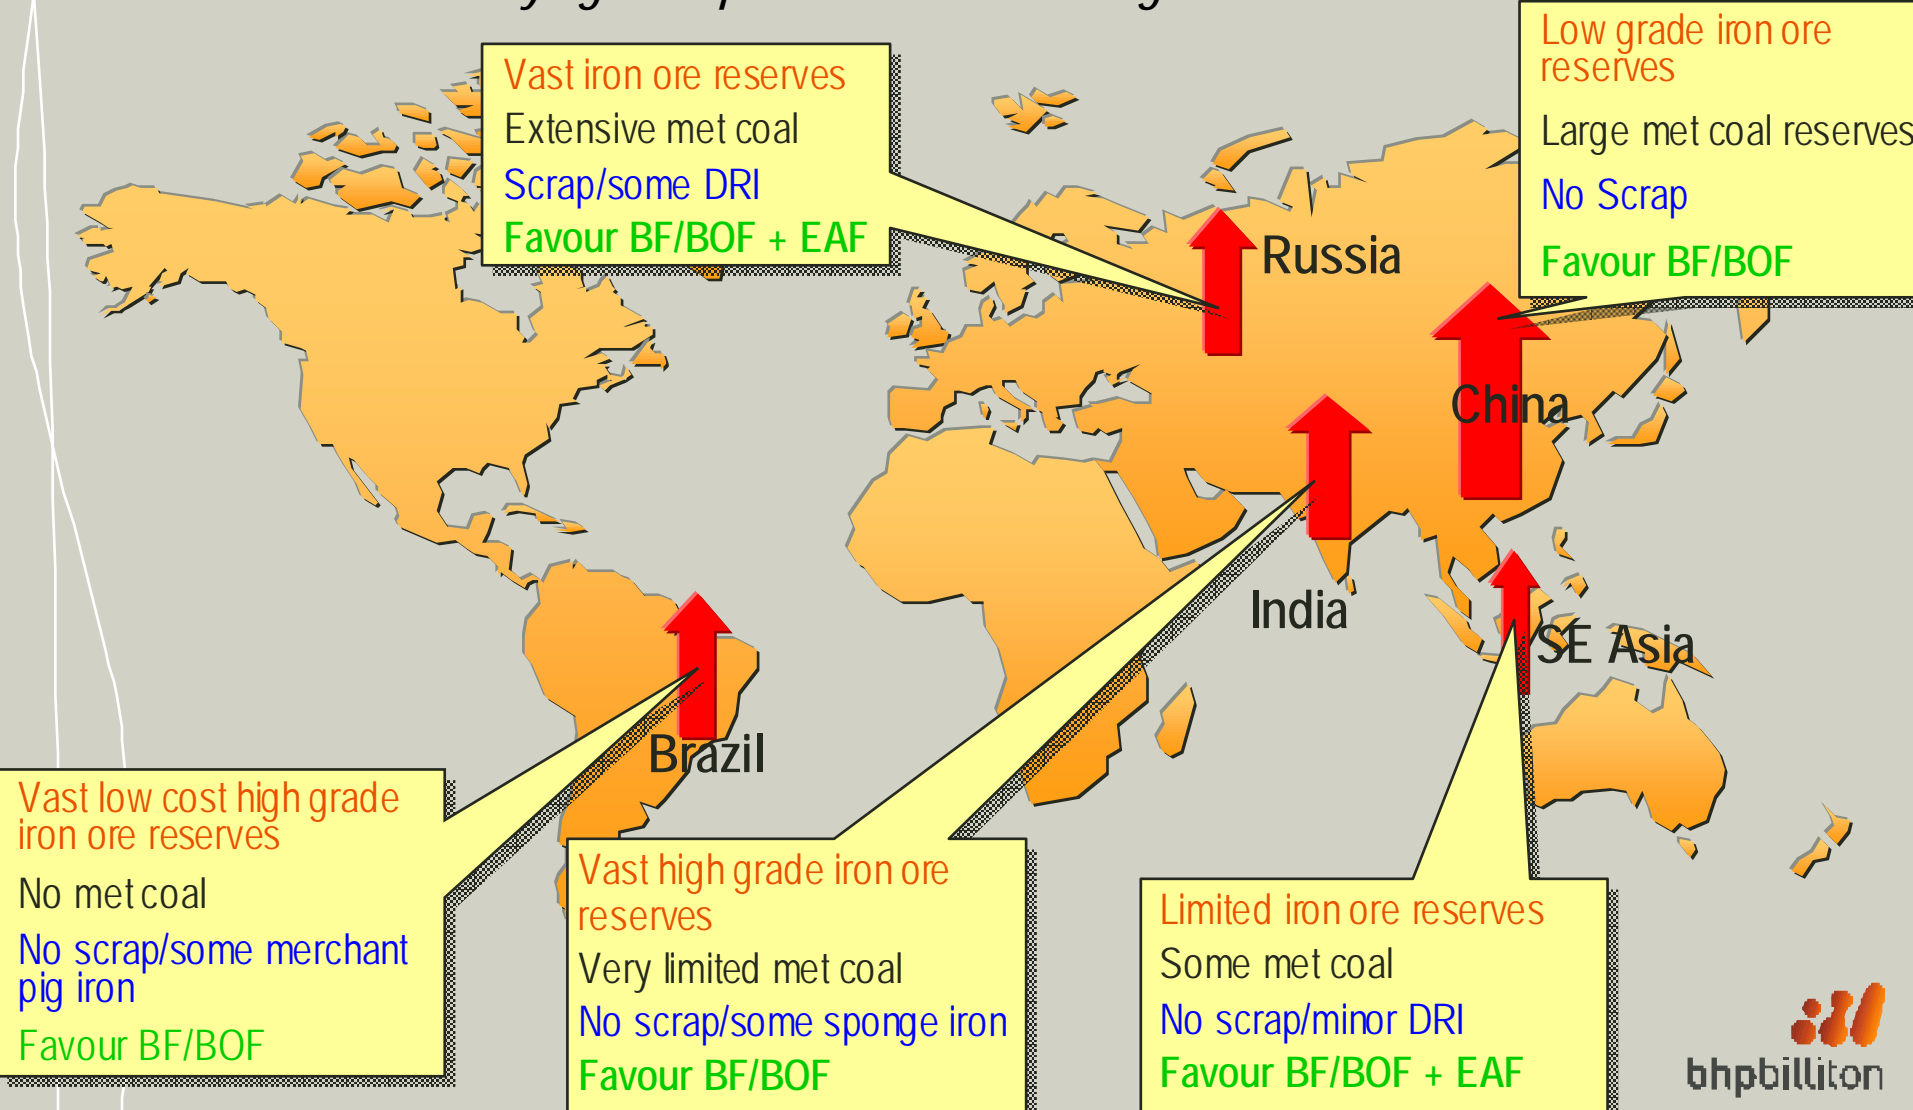 Vast iron ore reserves
Extensive met coal
Scrap/some DRI
Favour BF/BOF + EAF
Low grade iron ore
reserves
Large met coal reserves
No Scrap
Favour BF/BOF
Russia
China
India
SE Asia
Brazil
Vast low cost high grade
iron ore reserves
No met coal
No scrap/some merchant
pig iron
Favour BF/BOF
Vast high grade iron ore
reserves
Very limited met coal
No scrap/some sponge iron
Favour BF/BOF
Limited iron ore reserves
Some met coal
No scrap/minor DRI
Favour BF/BOF + EAF
bhpbilliton